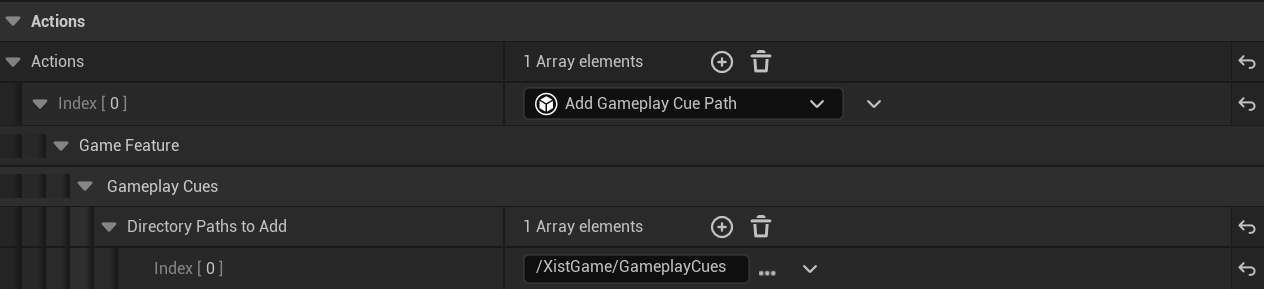 Actions
Actions 1 Array elements
Index [ 0 ] Add Gameplay Cue Path
Game Feature
Gameplay Cues
Directory Paths to Add 1 Array elements
Index [ 0 ] /XistGame/GameplayCues ...